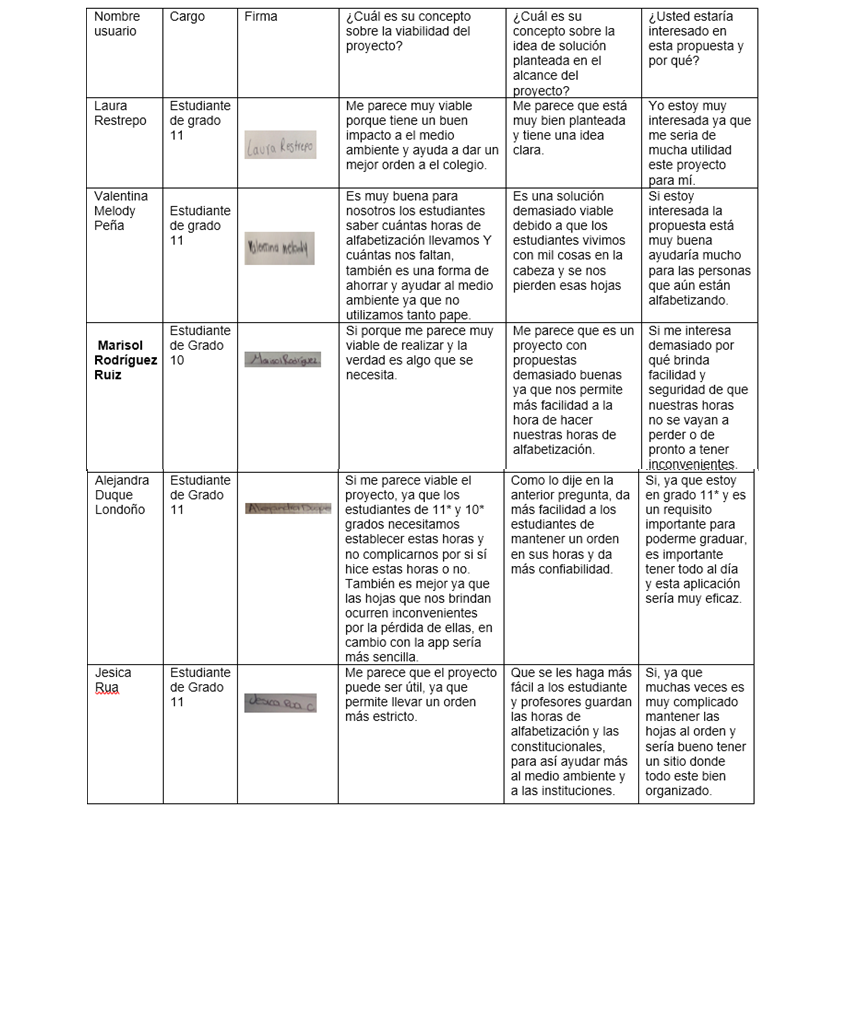 Nombre
usuario
Cargo
Firma
¿Cuál es su concepto
sobre la viabilidad del
proyecto?
¿Cuál es su
concepto sobre la
idea de solución
planteada en el
alcance del
proyecto?
¿Usted estaría
interesado en
esta propuesta y
por qué?
Laura
Restrepo
Estudiante
de grado
11
Laura Restrepo
Me parece muy viable
porque tiene un buen
impacto a el medio
ambiente y ayuda a dar un
mejor orden a el colegio.
Me parece que está
muy bien planteada
y tiene una idea
clara.
Yo estoy muy
interesada ya que
me seria de
mucha utilidad
este proyecto
para mí.
Valentina
Melody
Peña
Estudiante
de grado
11
Valentina melody
Es muy buena para
nosotros los estudiantes
saber cuántas horas de
alfabetización llevamos Y
cuántas nos faltan,
también es una forma de
ahorrar y ayudar al medio
ambiente ya que no
utilizamos tanto pape.
Es una solución
demasiado viable
debido a que los
estudiantes vivimos
con mil cosas en la
cabeza y se nos
pierden esas hojas
Si estoy
interesada la
propuesta está
muy buena
ayudaría mucho
para las personas
que aún están
alfabetizando.
Marisol
Rodríguez
Ruiz
Estudiante
de Grado
10
Marisol Rodríguez
Si porque me parece muy
viable de realizar y la
verdad es algo que se
necesita.
Me parece que es un
proyecto con
propuestas
demasiado buenas
ya que nos permite
más facilidad a la
hora de hacer
nuestras horas de
alfabetización.
Si me interesa
demasiado por
qué brinda
facilidad y
seguridad de que
nuestras horas
no se vayan a
perder o de
pronto a tener
inconvenientes.
Alejandra
Duque
Londoño
Estudiante
de Grado
11
Alejandra Duque
Si me parece viable el
proyecto, ya que los
estudiantes de 11* y 10*
grados necesitamos
establecer estas horas y
no complicarnos por si sí
hice estas horas o no.
También es mejor ya que
las hojas que nos brindan
ocurren inconvenientes
por la pérdida de ellas, en
cambio con la app sería
más sencilla.
Como lo dije en la
anterior pregunta, da
más facilidad a los
estudiantes de
mantener un orden
en sus horas y da
más confiabilidad.
Si, ya que estoy
en grado 11* y es
un requisito
importante para
poderme graduar,
es importante
tener todo al día
y esta aplicación
sería muy eficaz.
Jesica
Rua
Estudiante
de Grado
11
Jesica Rua C
Me parece que el proyecto
puede ser útil, ya que
permite llevar un orden
más estricto.
Que se les haga más
fácil a los estudiante
y profesores guardan
las horas de
alfabetización y las
constitucionales,
para así ayudar más
al medio ambiente y
a las instituciones.
Si, ya que
muchas veces es
muy complicado
mantener las
hojas al orden y
sería bueno tener
un sitio donde
todo este bien
organizado.